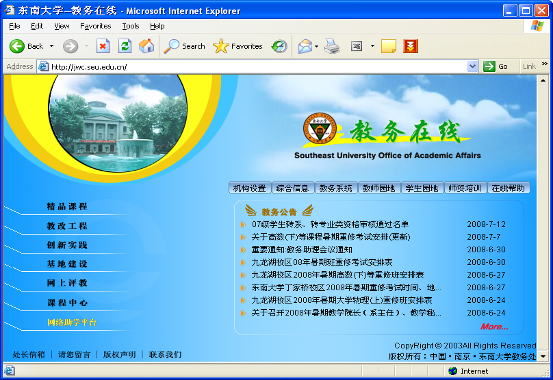 东南大学--教务在线 - Microsoft Internet Explorer
File Edit View Favorites Tools Help
Back Search Favorites
Address http://jwc.seu.edu.cn/ Go Links
教务在线
Southeast University Office of Academic Affairs
机构设置 综合信息 教务系统 教师园地 学生园地 师资培训 在线帮助
精品课程
教改工程
创新实践
基地建设
网上评教
课程中心
网络助学平台
教务公告
07级学生转系、转专业类资格审核通过名单 2008-7-12
关于高数(下)等课程暑期重修考试安排(更新) 2008-7-7
重要通知:教务助理会议通知 2008-6-30
九龙湖校区08年暑期短重修考试安排表 2008-6-30
九龙湖校区2008年暑期高数(下)等重修班安排表 2008-6-27
东南大学丁家桥校区2008年暑期重修考试时间、地... 2008-6-27
九龙湖校区2008年暑期大学物理(上)重修班安排表 2008-6-24
关于召开2008年暑期教学院长（系主任）、教学秘... 2008-6-24
More...
处长信箱 | 请您留言 | 版权声明 | 联系我们
CopyRight © 2003All Rights Reserved
版权所有：中国·南京·东南大学教务处
Internet